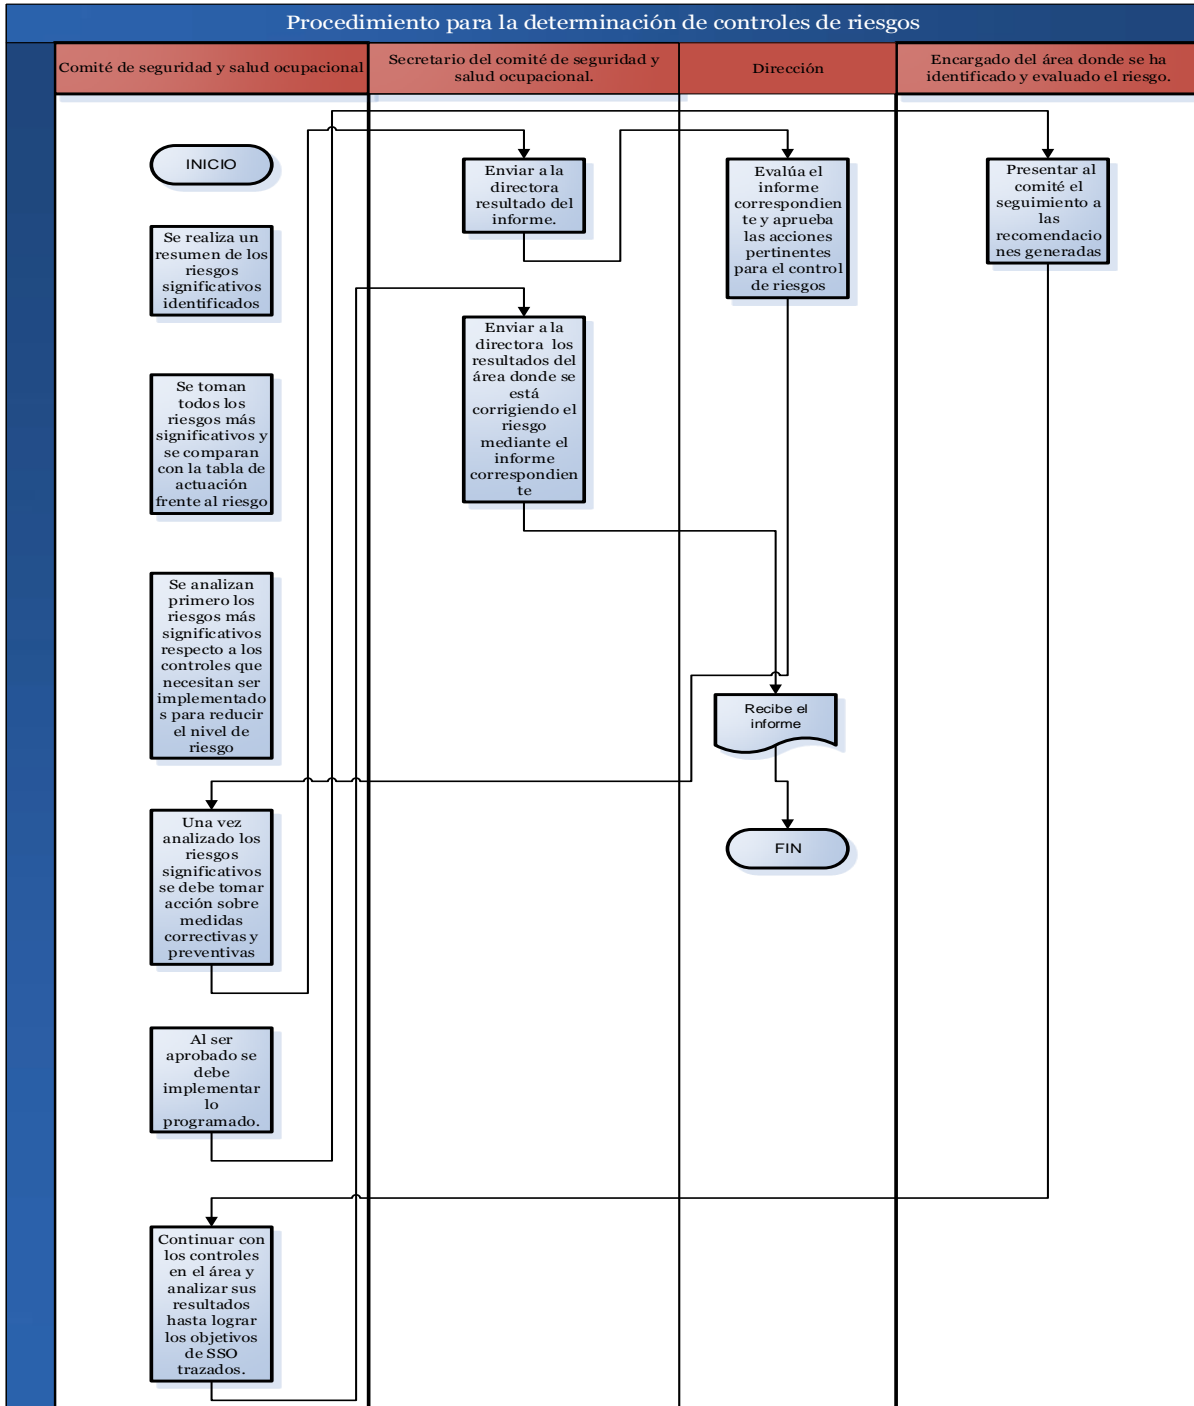 Procedimiento para la determinación de controles de riesgos
Comité de seguridad y salud ocupacional
Secretario del comité de seguridad y
salud ocupacional.
Dirección
Encargado del área donde se ha
identificado y evaluado el riesgo.
INICIO
Se realiza un
resumen de los
riesgos
significativos
identificados
Se toman
todos los
riesgos más
significativos y
se comparan
con la tabla de
actuación
frente al riesgo
Se analizan
primero los
riesgos más
significativos
respecto a los
controles que
necesitan ser
implementado
s para reducir
el nivel de
riesgo
Una vez
analizado los
riesgos
significativos
se debe tomar
acción sobre
medidas
correctivas y
preventivas
Al ser
aprobado se
debe
implementar
lo
programado.
Continuar con
los controles
en el área y
analizar sus
resultados
hasta lograr
los objetivos
de SSO
trazados.
Enviar a la
directora
resultado del
informe.
Enviar a la
directora los
resultados del
área donde se
está
corrigiendo el
riesgo
mediante el
informe
correspondien
te
Evalúa el
informe
correspondien
te y aprueba
las acciones
pertinentes
para el control
de riesgos
Recibe el
informe
FIN
Presentar al
comité el
seguimiento a
las
recomendacio
nes generadas